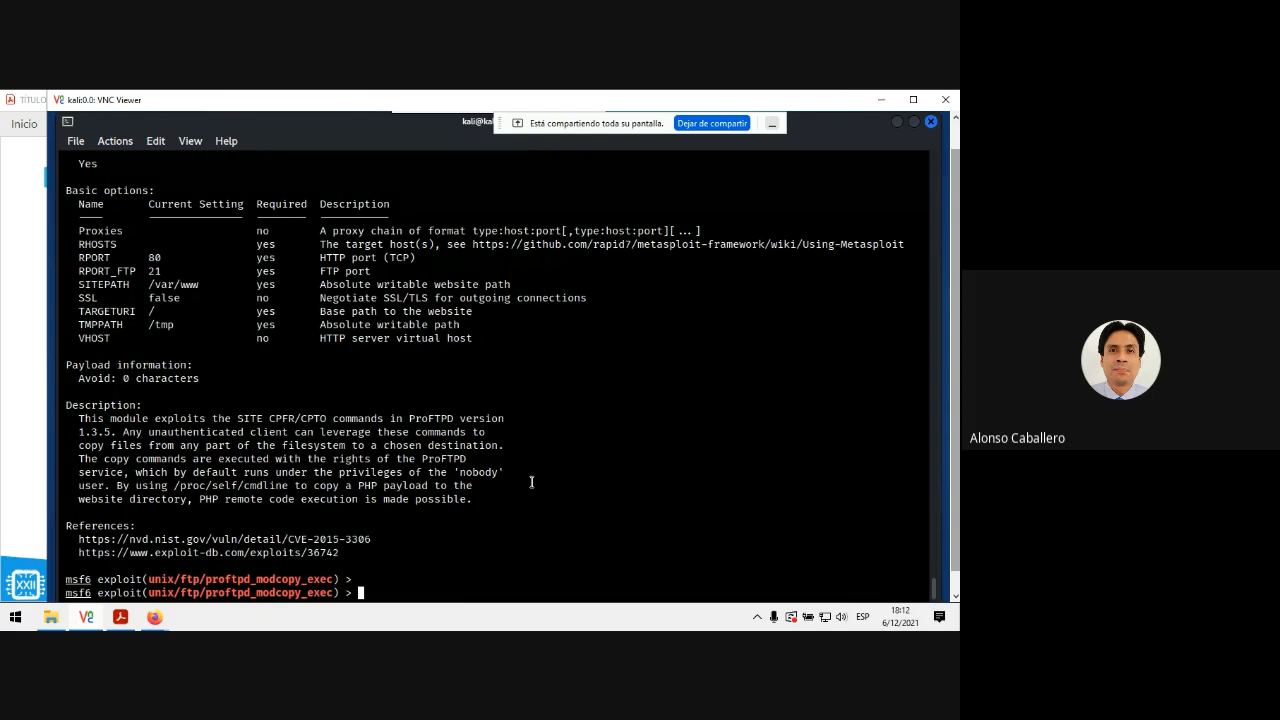 TÍTULO
kali:0.0: VNC Viewer
Inicio
kali@kal
Está compartiendo toda su pantalla.
Dejar de compartir
File Actions Edit View Help
Yes
Basic options:
Name Current Setting Required Description
Proxies no A proxy chain of format type:host:port[,type:host:port][...]
RHOSTS yes The target host(s), see https://github.com/rapid7/metasploit-framework/wiki/Using-Metasploit
RPORT 80 yes HTTP port (TCP)
RPORT_FTP 21 yes FTP port
SITEPATH /var/www yes Absolute writable website path
SSL false no Negotiate SSL/TLS for outgoing connections
TARGETURI / yes Base path to the website
TMPPATH /tmp yes Absolute writable path
VHOST no HTTP server virtual host
Payload information:
Avoid: 0 characters
Description:
This module exploits the SITE CPFR/CPTO commands in ProFTPD version
1.3.5. Any unauthenticated client can leverage these commands to
copy files from any part of the filesystem to a chosen destination.
The copy commands are executed with the rights of the ProFTPD
service, which by default runs under the privileges of the 'nobody'
user. By using /proc/self/cmdline to copy a PHP payload to the
website directory, PHP remote code execution is made possible.
References:
https://nvd.nist.gov/vuln/detail/CVE-2015-3306
https://www.exploit-db.com/exploits/36742
msf6 exploit(unix/ftp/proftpd_modcopy_exec) >
msf6 exploit(unix/ftp/proftpd_modcopy_exec) >
XXII
ESP
18:12
6/12/2021
Alonso Caballero